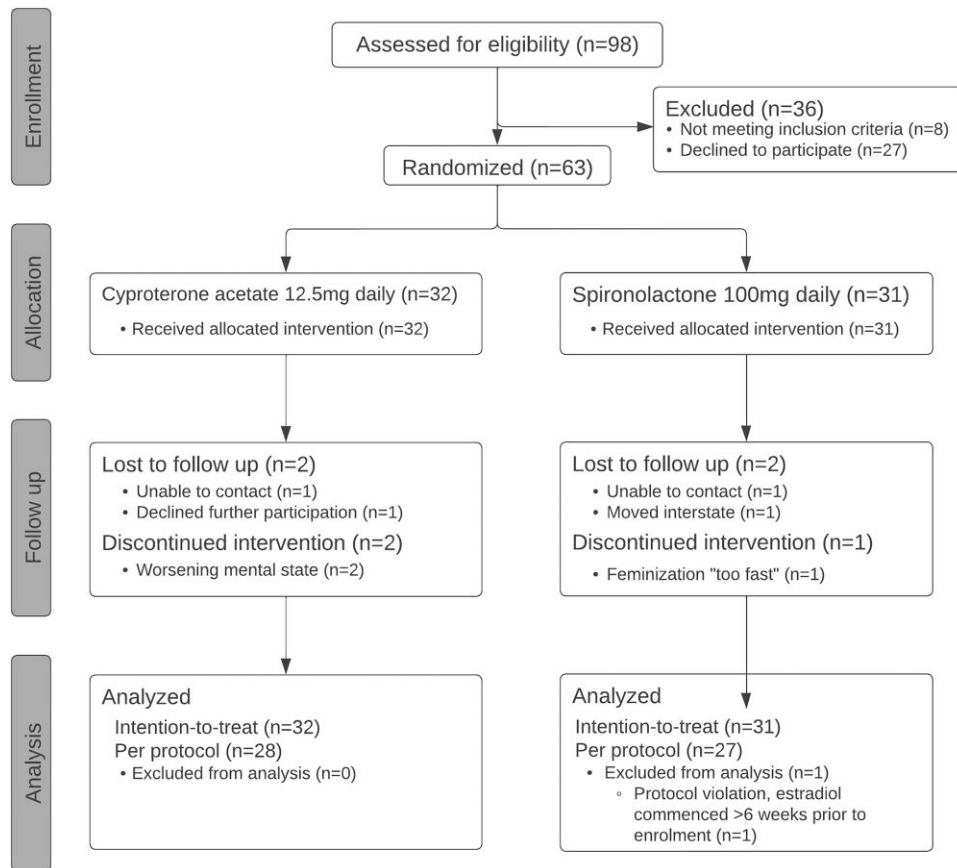 Enrollment
Assessed for eligibility (n=98)
Excluded (n=36)
• Not meeting inclusion criteria (n=8)
• Declined to participate (n=27)
Randomized (n=63)
Allocation
Cyproterone acetate 12.5mg daily (n=32)
• Received allocated intervention (n=32)
Spironolactone 100mg daily (n=31)
• Received allocated intervention (n=31)
Follow up
Lost to follow up (n=2)
• Unable to contact (n=1)
• Declined further participation (n=1)
Discontinued intervention (n=2)
• Worsening mental state (n=2)
Lost to follow up (n=2)
• Unable to contact (n=1)
• Moved interstate (n=1)
Discontinued intervention (n=1)
• Feminization "too fast" (n=1)
Analysis
Analyzed
Intention-to-treat (n=32)
Per protocol (n=28)
• Excluded from analysis (n=0)
Analyzed
Intention-to-treat (n=31)
Per protocol (n=27)
• Excluded from analysis (n=1)
◦ Protocol violation, estradiol
commenced >6 weeks prior to
enrolment (n=1)